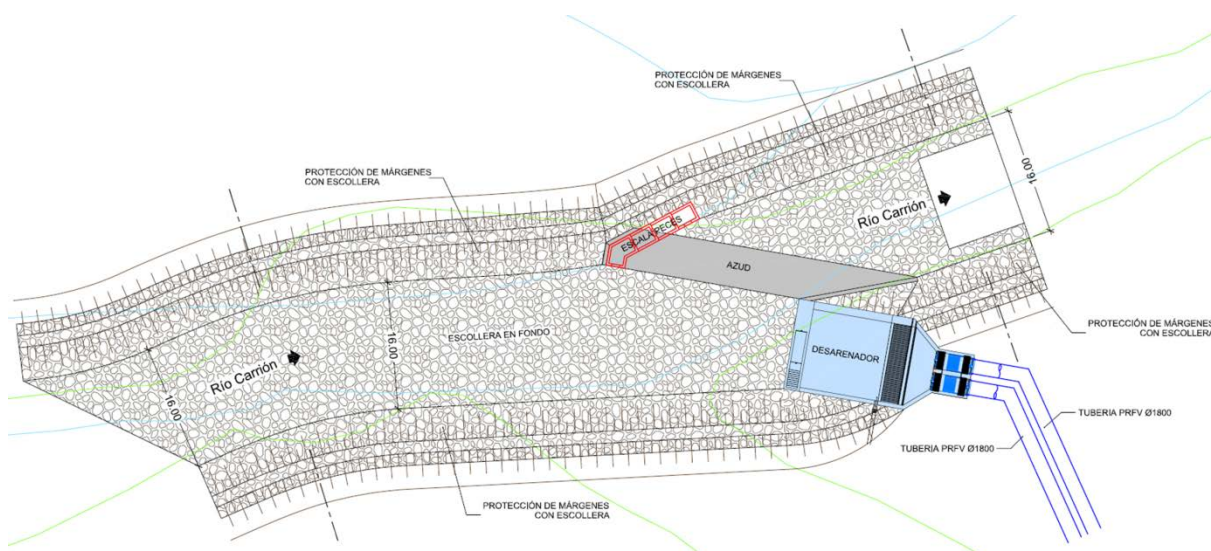 PROTECCIÓN DE MÁRGENES
CON ESCOLLERA
PROTECCIÓN DE MÁRGENES
CON ESCOLLERA
16.00
Río Carrión
ESCALA PECES
AZUD
16.00
ESCOLLERA EN FONDO
Río Carrión
16.00
DESARENADOR
PROTECCIÓN DE MÁRGENES
CON ESCOLLERA
TUBERIA PRFV Ø1800
TUBERIA PRFV Ø1800
PROTECCIÓN DE MÁRGENES
CON ESCOLLERA